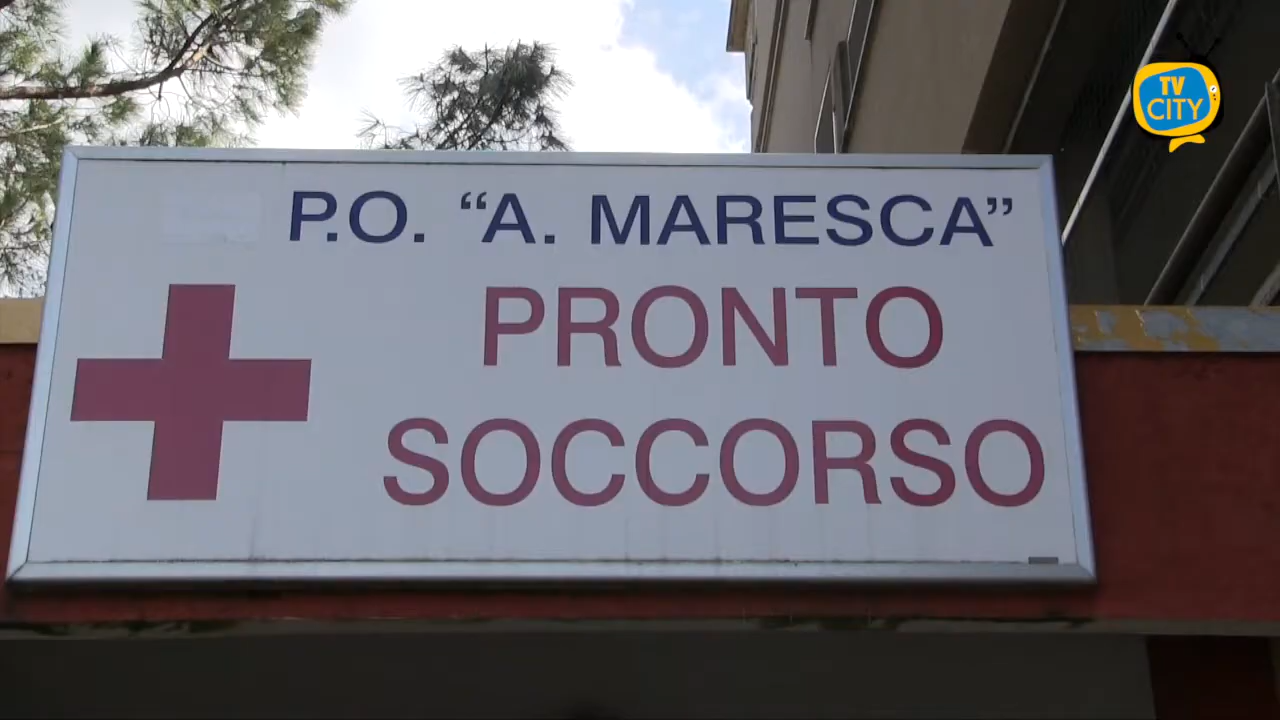 TV
CITY
P.O. “A. MARESCA”
PRONTO
SOCCORSO